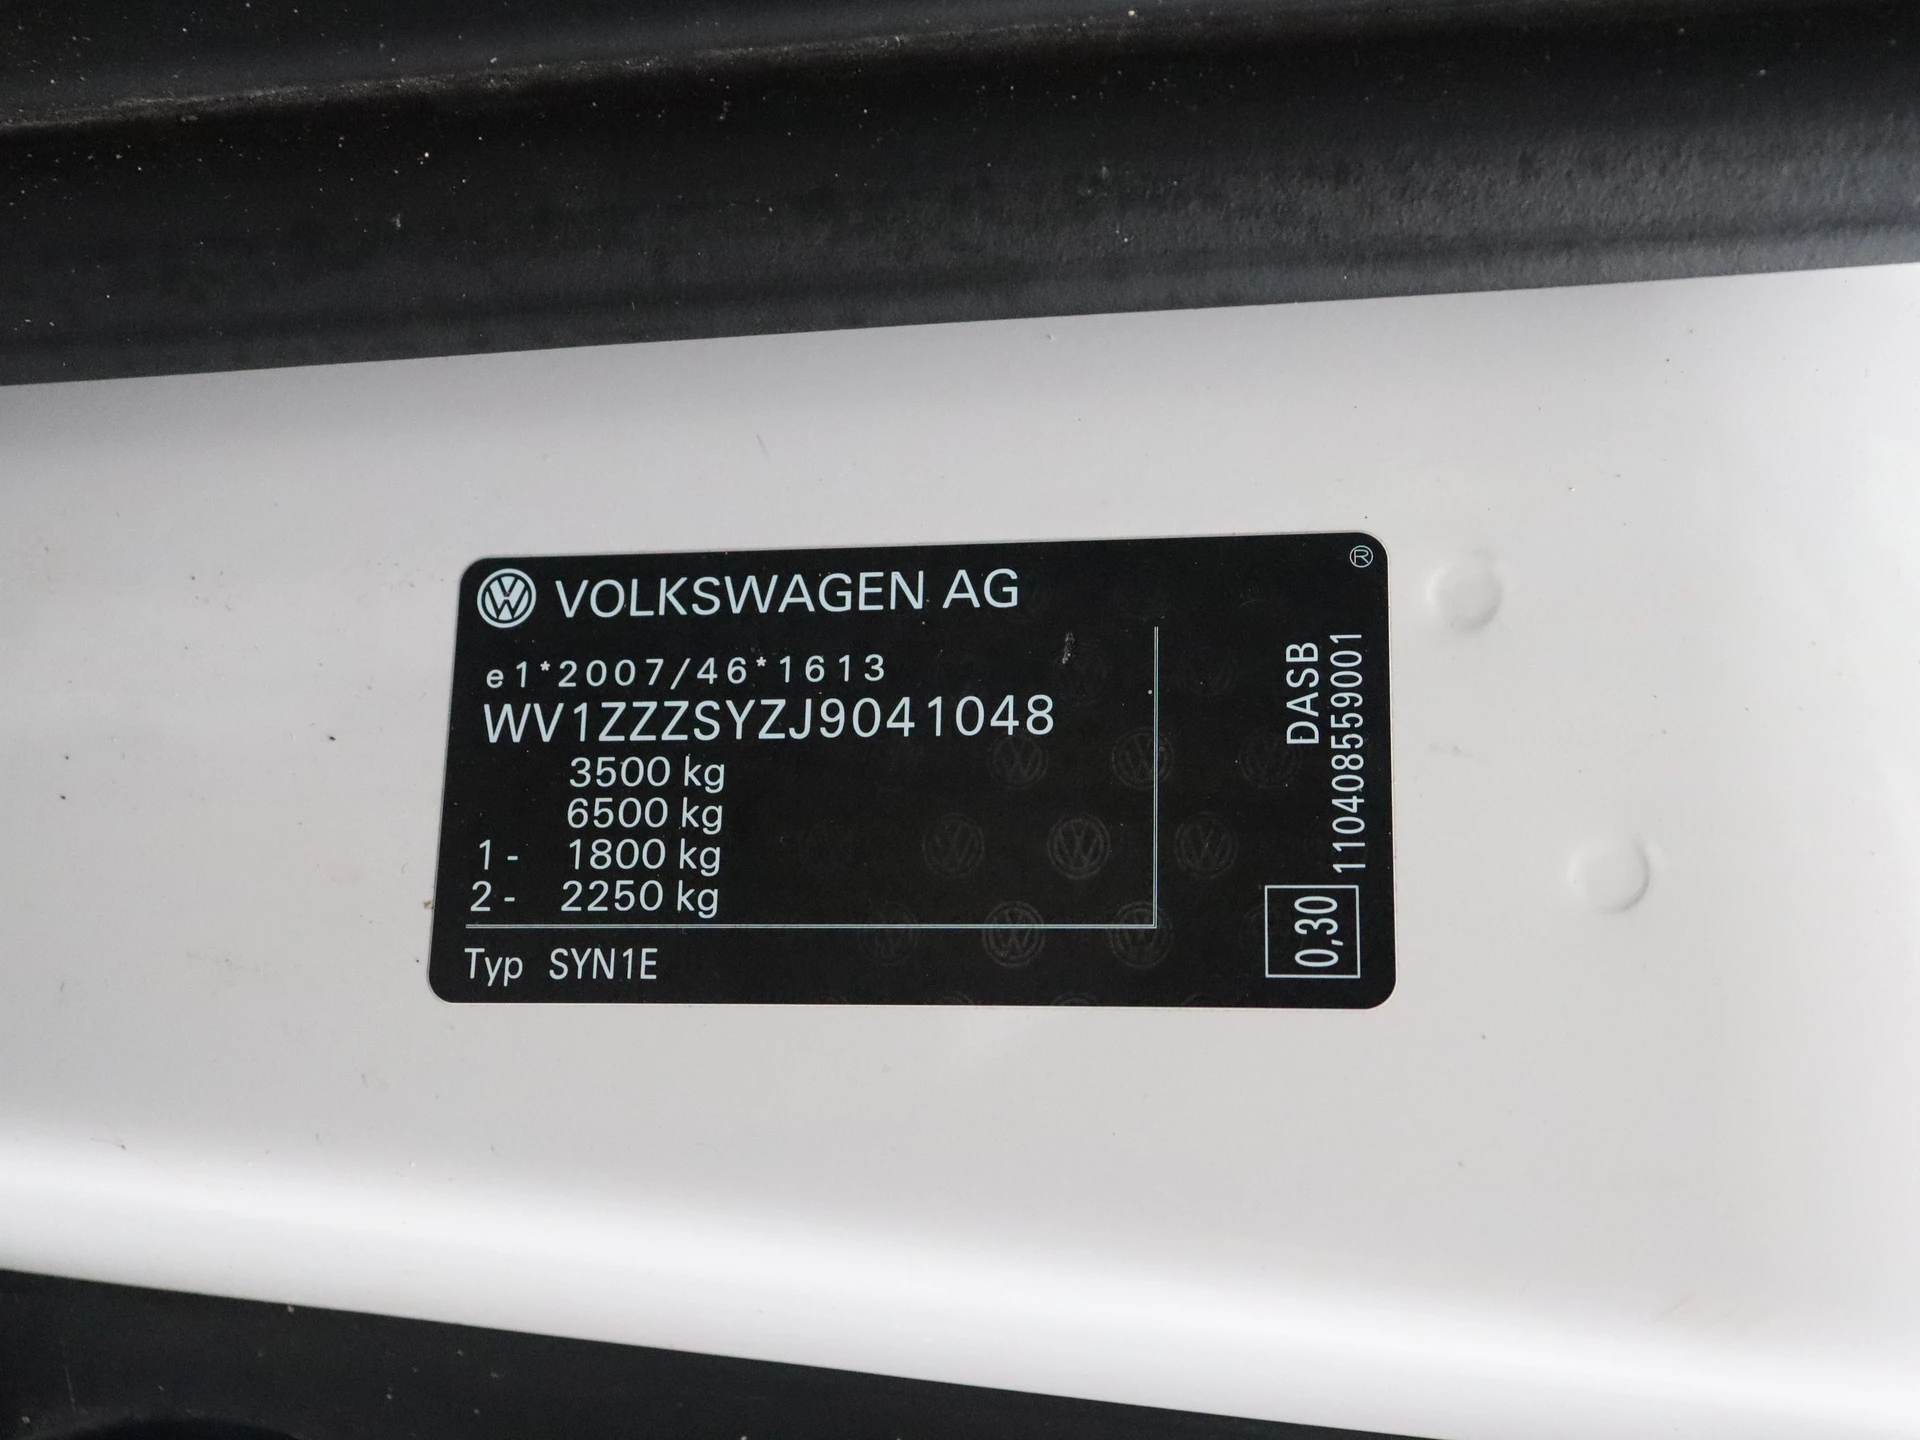 VOLKSWAGEN AG
®
e1*2007/46*1613
WV1ZZZSYZJ9041048
3500 kg
6500 kg
1- 1800 kg
2- 2250 kg
Typ SYN1E
DASB
110408559001
0,30